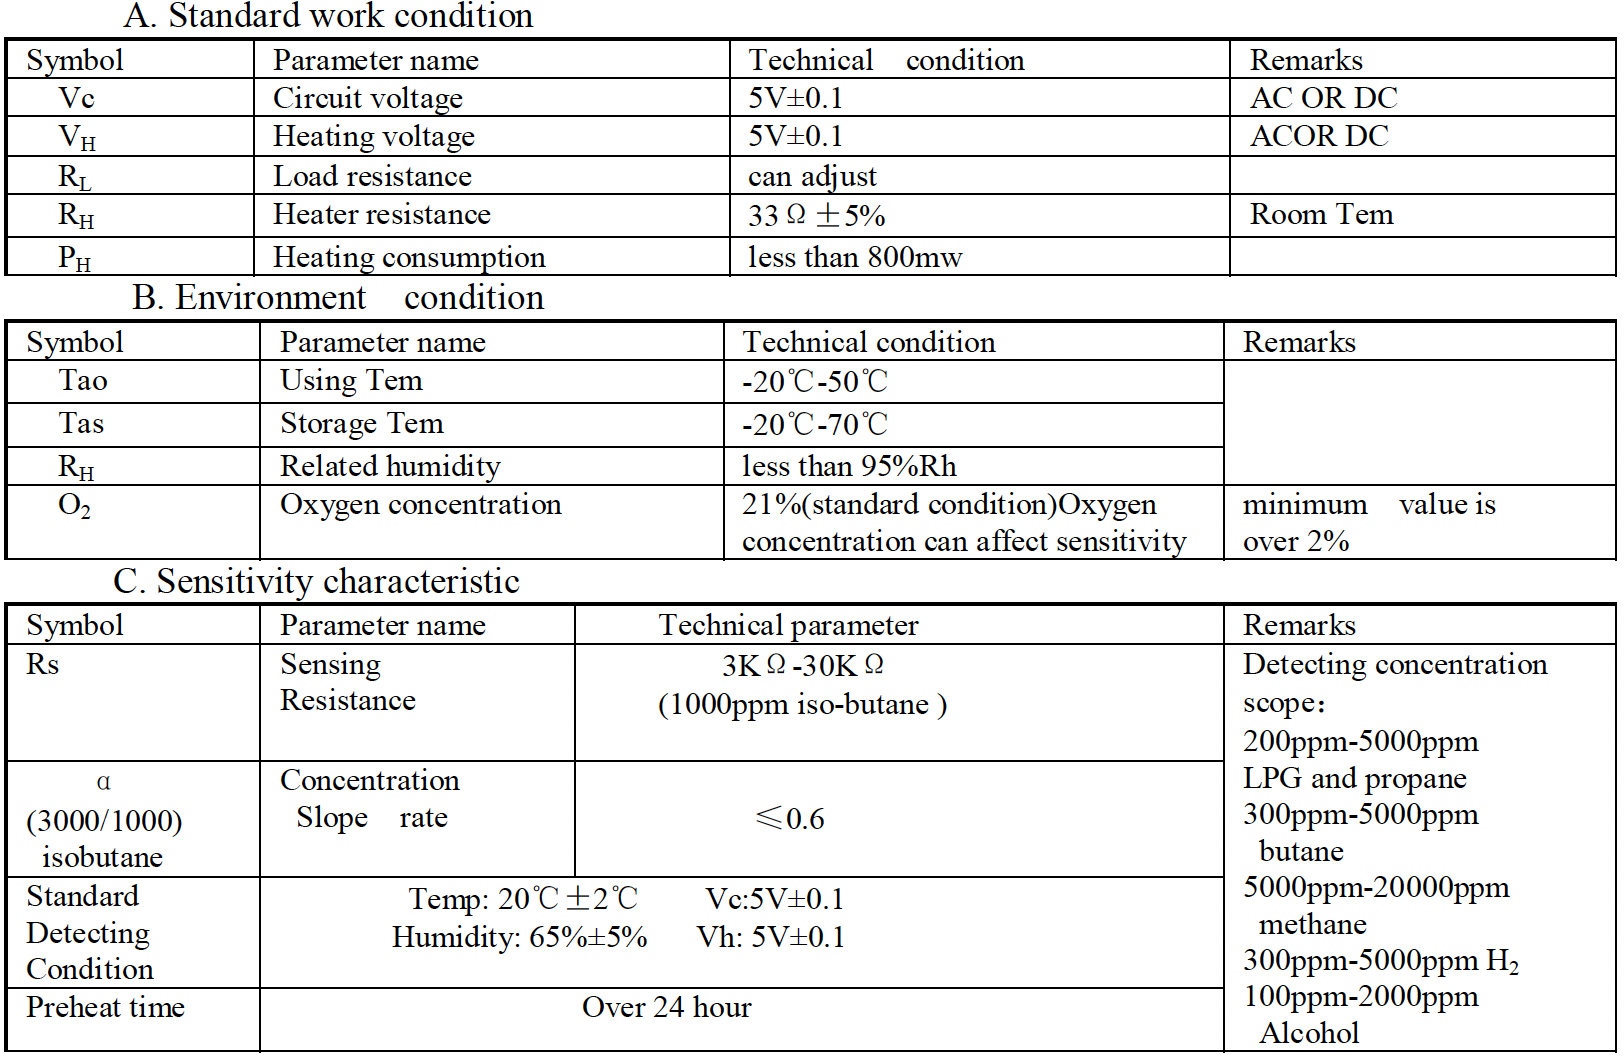 A. Standard work condition
Symbol Parameter name Technical condition Remarks
Vc Circuit voltage 5V±0.1 AC OR DC
VH Heating voltage 5V±0.1 ACOR DC
RL Load resistance can adjust
RH Heater resistance 33Ω±5% Room Tem
PH Heating consumption less than 800mw
B. Environment condition
Symbol Parameter name Technical condition Remarks
Tao Using Tem -20℃-50℃
Tas Storage Tem -20℃-70℃
RH Related humidity less than 95%Rh
O2 Oxygen concentration 21%(standard condition)Oxygen minimum value is
concentration can affect sensitivity over 2%
C. Sensitivity characteristic
Symbol Parameter name Technical parameter Remarks
Rs Sensing 3KΩ-30KΩ Detecting concentration
Resistance (1000ppm iso-butane ) scope：
200ppm-5000ppm
α Concentration LPG and propane
(3000/1000) Slope rate ≤0.6 300ppm-5000ppm
isobutane butane
Standard Temp: 20℃±2℃ Vc:5V±0.1 5000ppm-20000ppm
Detecting Humidity: 65%±5% Vh: 5V±0.1 methane
Condition 300ppm-5000ppm H2
Preheat time Over 24 hour 100ppm-2000ppm
Alcohol